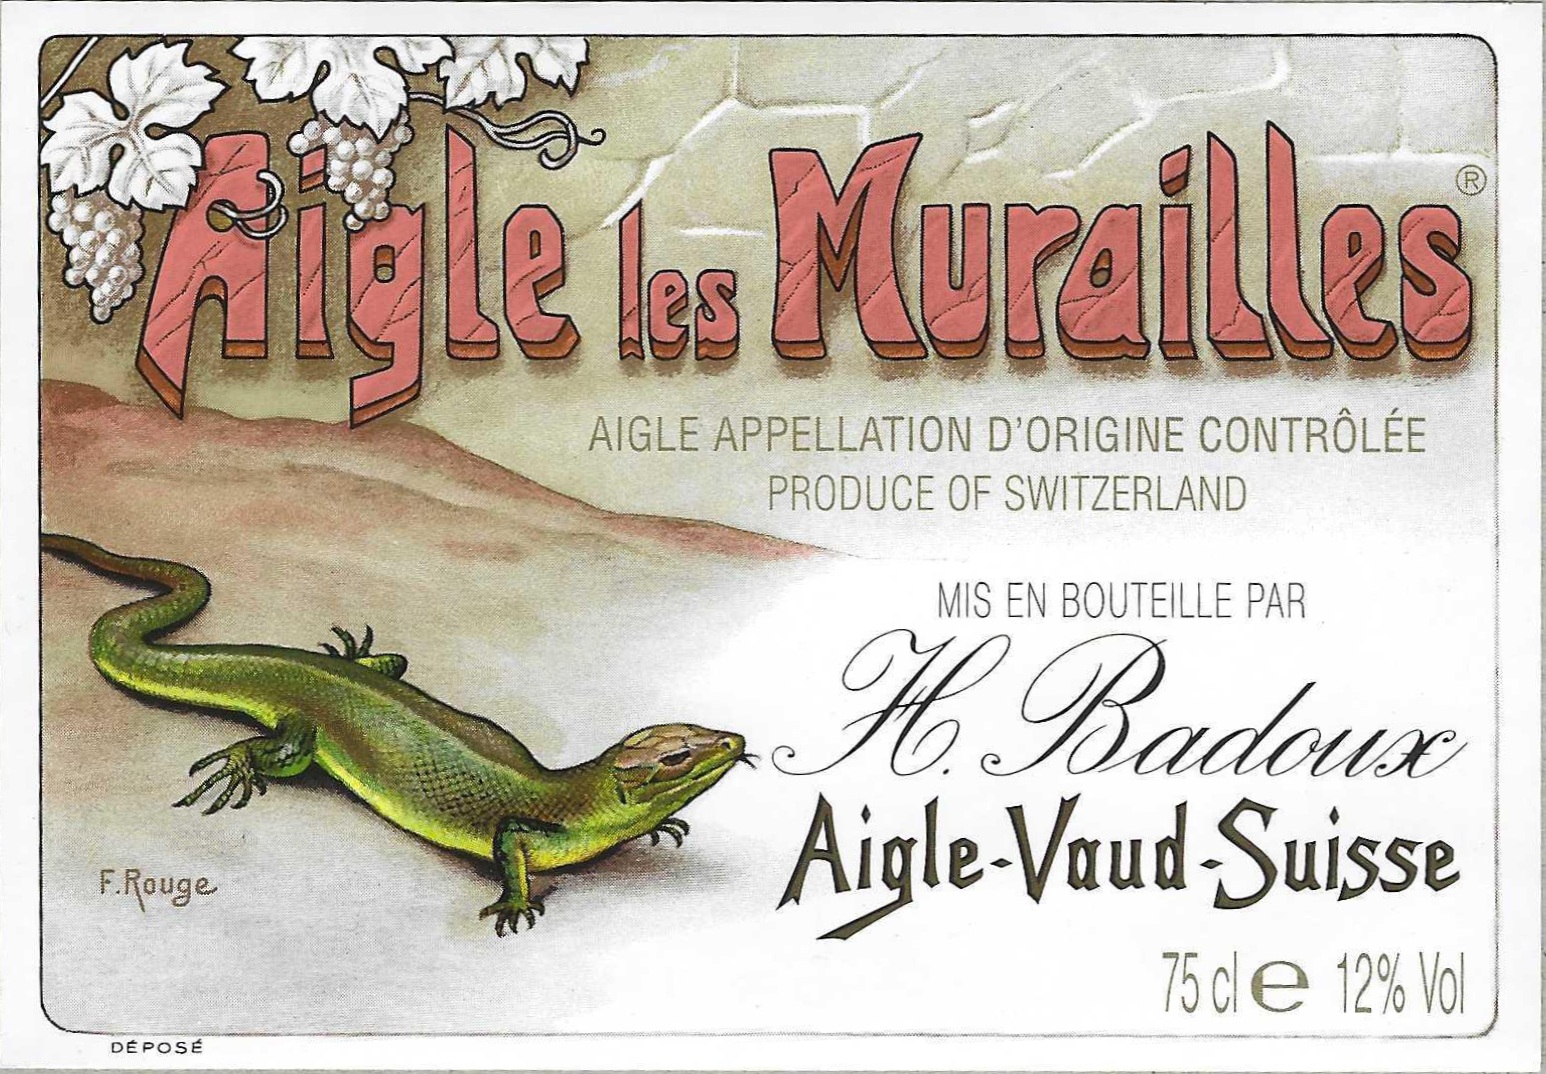 Aigle les Murailles ®
AIGLE APPELLATION D'ORIGINE CONTRÔLÉE
PRODUCE OF SWITZERLAND
MIS EN BOUTEILLE PAR
H. Badoux
Aigle-Vaud-Suisse
F. Rouge
75 cl e 12% Vol
DÉPOSÉ